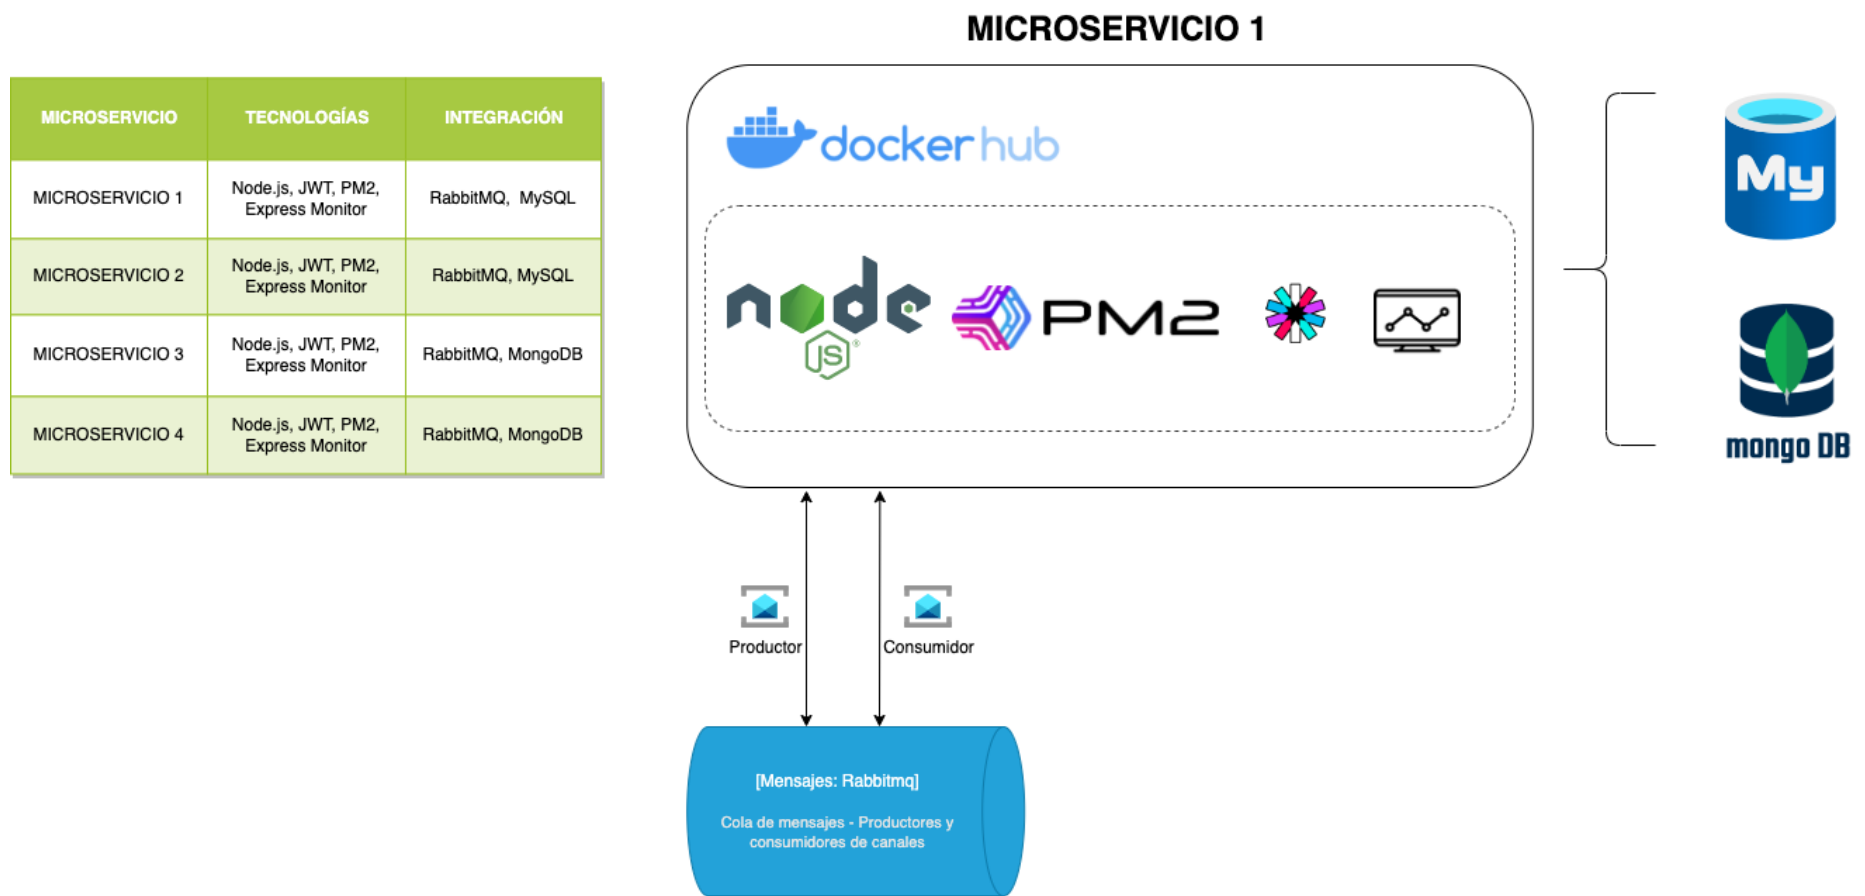 MICROSERVICIO 1
MICROSERVICIO TECNOLOGÍAS INTEGRACIÓN
MICROSERVICIO 1 Node.js, JWT, PM2, RabbitMQ, MySQL
Express Monitor
MICROSERVICIO 2 Node.js, JWT, PM2, RabbitMQ, MySQL
Express Monitor
MICROSERVICIO 3 Node.js, JWT, PM2, RabbitMQ, MongoDB
Express Monitor
MICROSERVICIO 4 Node.js, JWT, PM2, RabbitMQ, MongoDB
Express Monitor
docker hub
node
JS
PM2
My
mongo DB
Productor
Consumidor
[Mensajes: Rabbitmq]
Cola de mensajes - Productores y
consumidores de canales